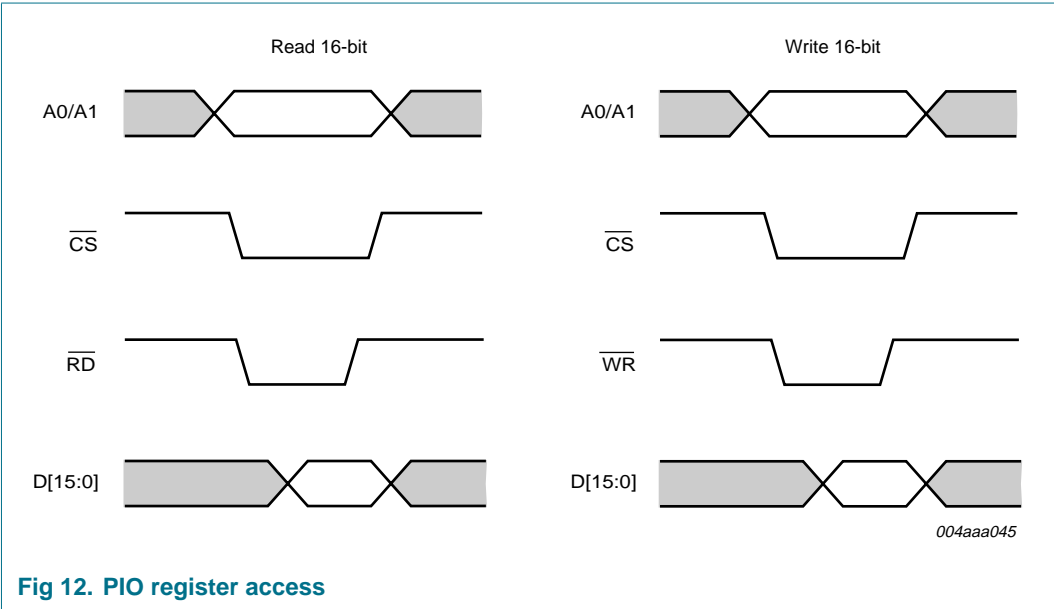 Read 16-bit
Write 16-bit
A0/A1
A0/A1
CS
CS
RD
WR
D[15:0]
D[15:0]
004aaa045
Fig 12. PIO register access